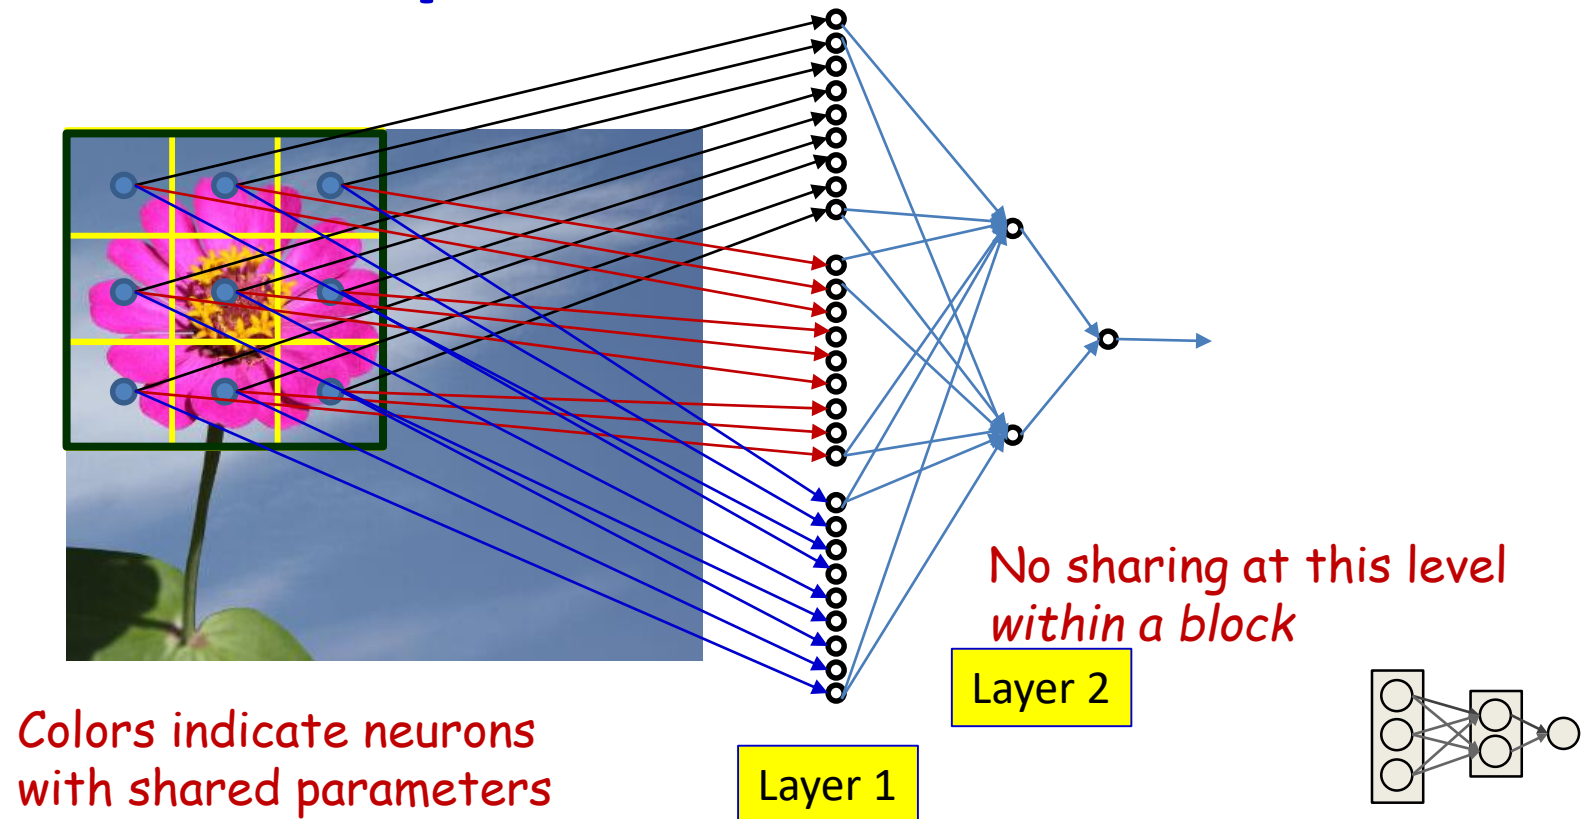 No sharing at this level
within a block
Layer 2
Colors indicate neurons
with shared parameters
Layer 1